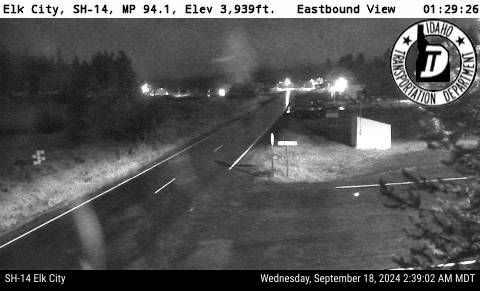 Elk City, SH-14, MP 94.1, Elev 3,939ft. Eastbound View 01:29:26
IDAHO
TRANSPORTATION DEPARTMENT
SH-14 Elk City Wednesday, September 18, 2024 2:39:02 AM MDT